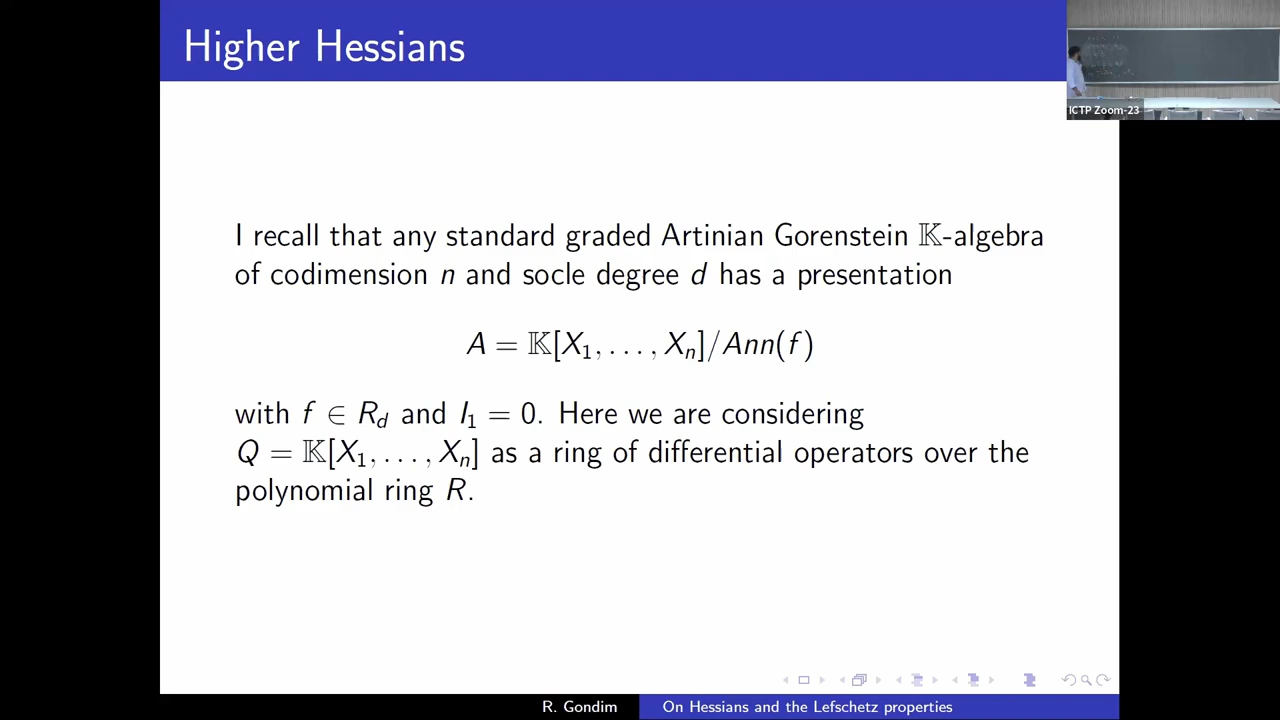 Higher Hessians
ICTP Zoom-23
I recall that any standard graded Artinian Gorenstein 𝕂-algebra
of codimension n and socle degree d has a presentation
A = 𝕂[X₁, . . . , Xₙ]/Ann(f)
with f ∈ R_d and I₁ = 0. Here we are considering
Q = 𝕂[X₁, . . . , Xₙ] as a ring of differential operators over the
polynomial ring R.
R. Gondim
On Hessians and the Lefschetz properties